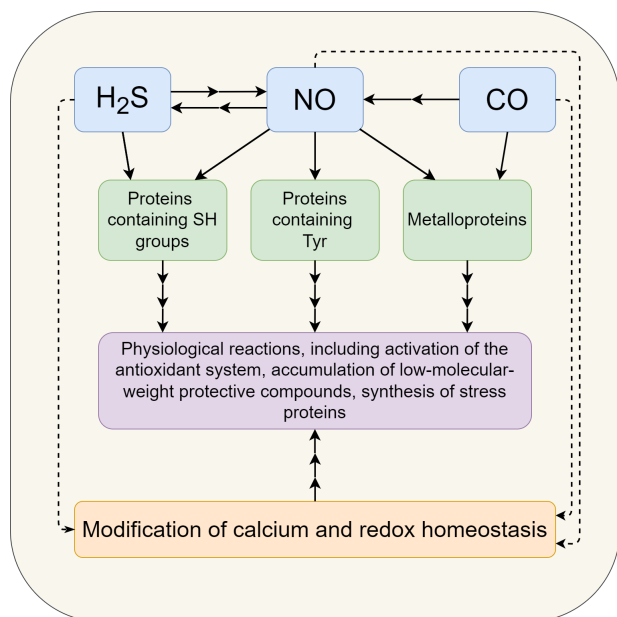 H₂S
NO
CO
Proteins
containing SH
groups
Proteins
containing
Tyr
Metalloproteins
Physiological reactions, including activation of the
antioxidant system, accumulation of low-molecular-
weight protective compounds, synthesis of stress
proteins
Modification of calcium and redox homeostasis